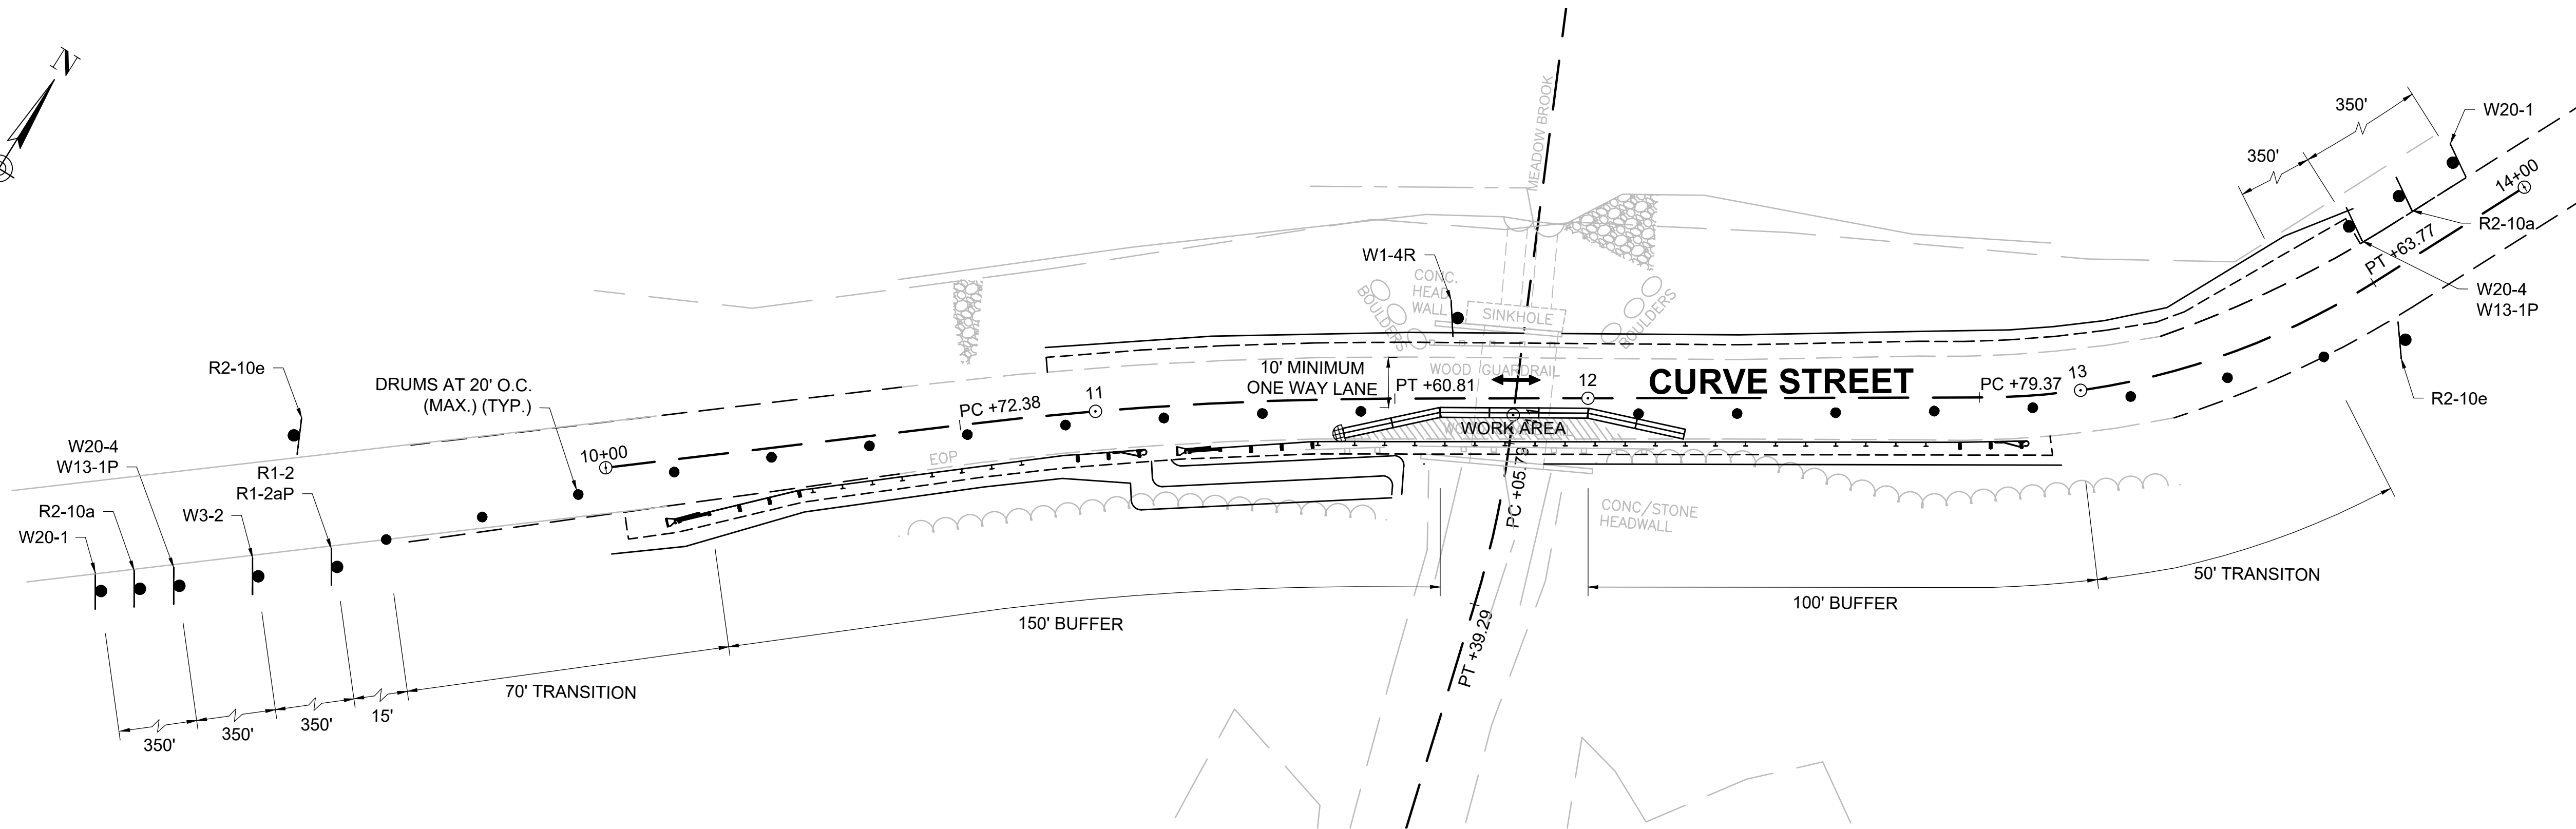 N
350'
W20-1
350'
14+00
R2-10a
PT +63.77
W20-4
W13-1P
R2-10e
MEADOW BROOK
W1-4R
CONC.
HEAD
WALL
BOULDERS
SINKHOLE
BOULDERS
R2-10e
DRUMS AT 20' O.C.
(MAX.) (TYP.)
10' MINIMUM
ONE WAY LANE
WOOD GUARDRAIL
PT +60.81
12
CURVE STREET
PC +79.37
13
PC +72.38
11
10+00
EOP
WORK AREA
11
PC +05.79
W20-4
W13-1P
R1-2
R1-2aP
R2-10a
W3-2
W20-1
CONC/STONE
HEADWALL
50' TRANSITON
100' BUFFER
150' BUFFER
PT +39.29
70' TRANSITION
15'
350'
350'
350'